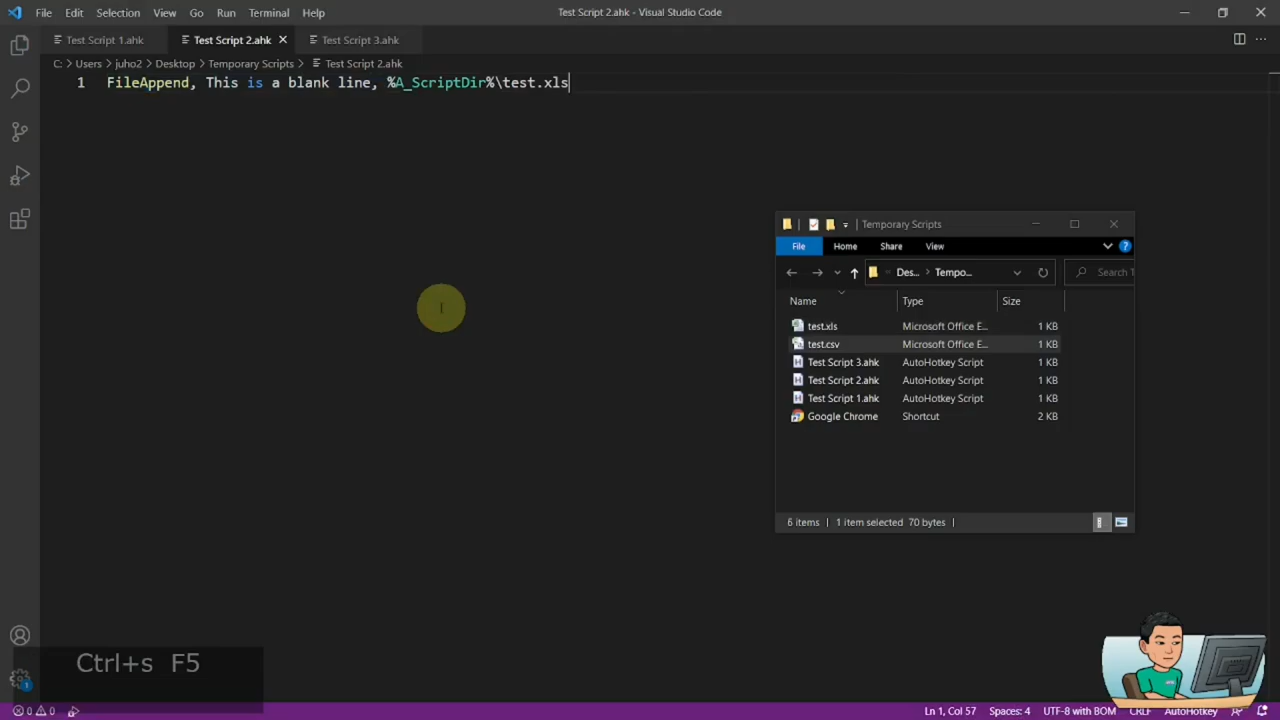 File Edit Selection View Go Run Terminal Help Test Script 2.ahk - Visual Studio Code
Test Script 1.ahk Test Script 2.ahk Test Script 3.ahk
C: > Users > juho2 > Desktop > Temporary Scripts > Test Script 2.ahk
1 FileAppend, This is a blank line, %A_ScriptDir%\test.xls
Temporary Scripts
File Home Share View
Des... > Tempo... Search
Name Type Size
test.xls Microsoft Office E... 1 KB
test.csv Microsoft Office E... 1 KB
Test Script 3.ahk AutoHotkey Script 1 KB
Test Script 2.ahk AutoHotkey Script 1 KB
Test Script 1.ahk AutoHotkey Script 1 KB
Google Chrome Shortcut 2 KB
6 items 1 item selected 70 bytes
Ctrl+s F5
1
0 0 Ln 1, Col 57 Spaces: 4 UTF-8 with BOM CRLF AutoHotkey